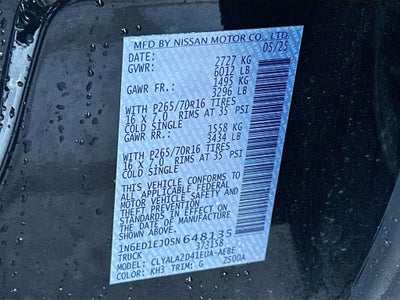 MFD BY NISSAN MOTOR CO., LTD
DATE: 05/25
GVWR: 2727 KG
6012 LB
GAWR FR.: 1495 KG
3296 LB
WITH P265/70R16 TIRES
16 X 7.0 RIMS AT 35 PSI
COLD SINGLE
GAWR RR.: 1558 KG
3434 LB
WITH P265/70R16 TIRES
16 X 7.0 RIMS AT 35 PSI
COLD SINGLE
THIS VEHICLE CONFORMS TO
ALL APPLICABLE FEDERAL
MOTOR VEHICLE SAFETY
STANDARDS IN EFFECT ON
THE DATE OF MANUFACTURE
SHOWN ABOVE.
1N6ED1EJ0SN648135
TRUCK 373158
MODEL: CLYALA2D41EUA-AEBE
COLOR: KH3 TRIM: G 2S00A